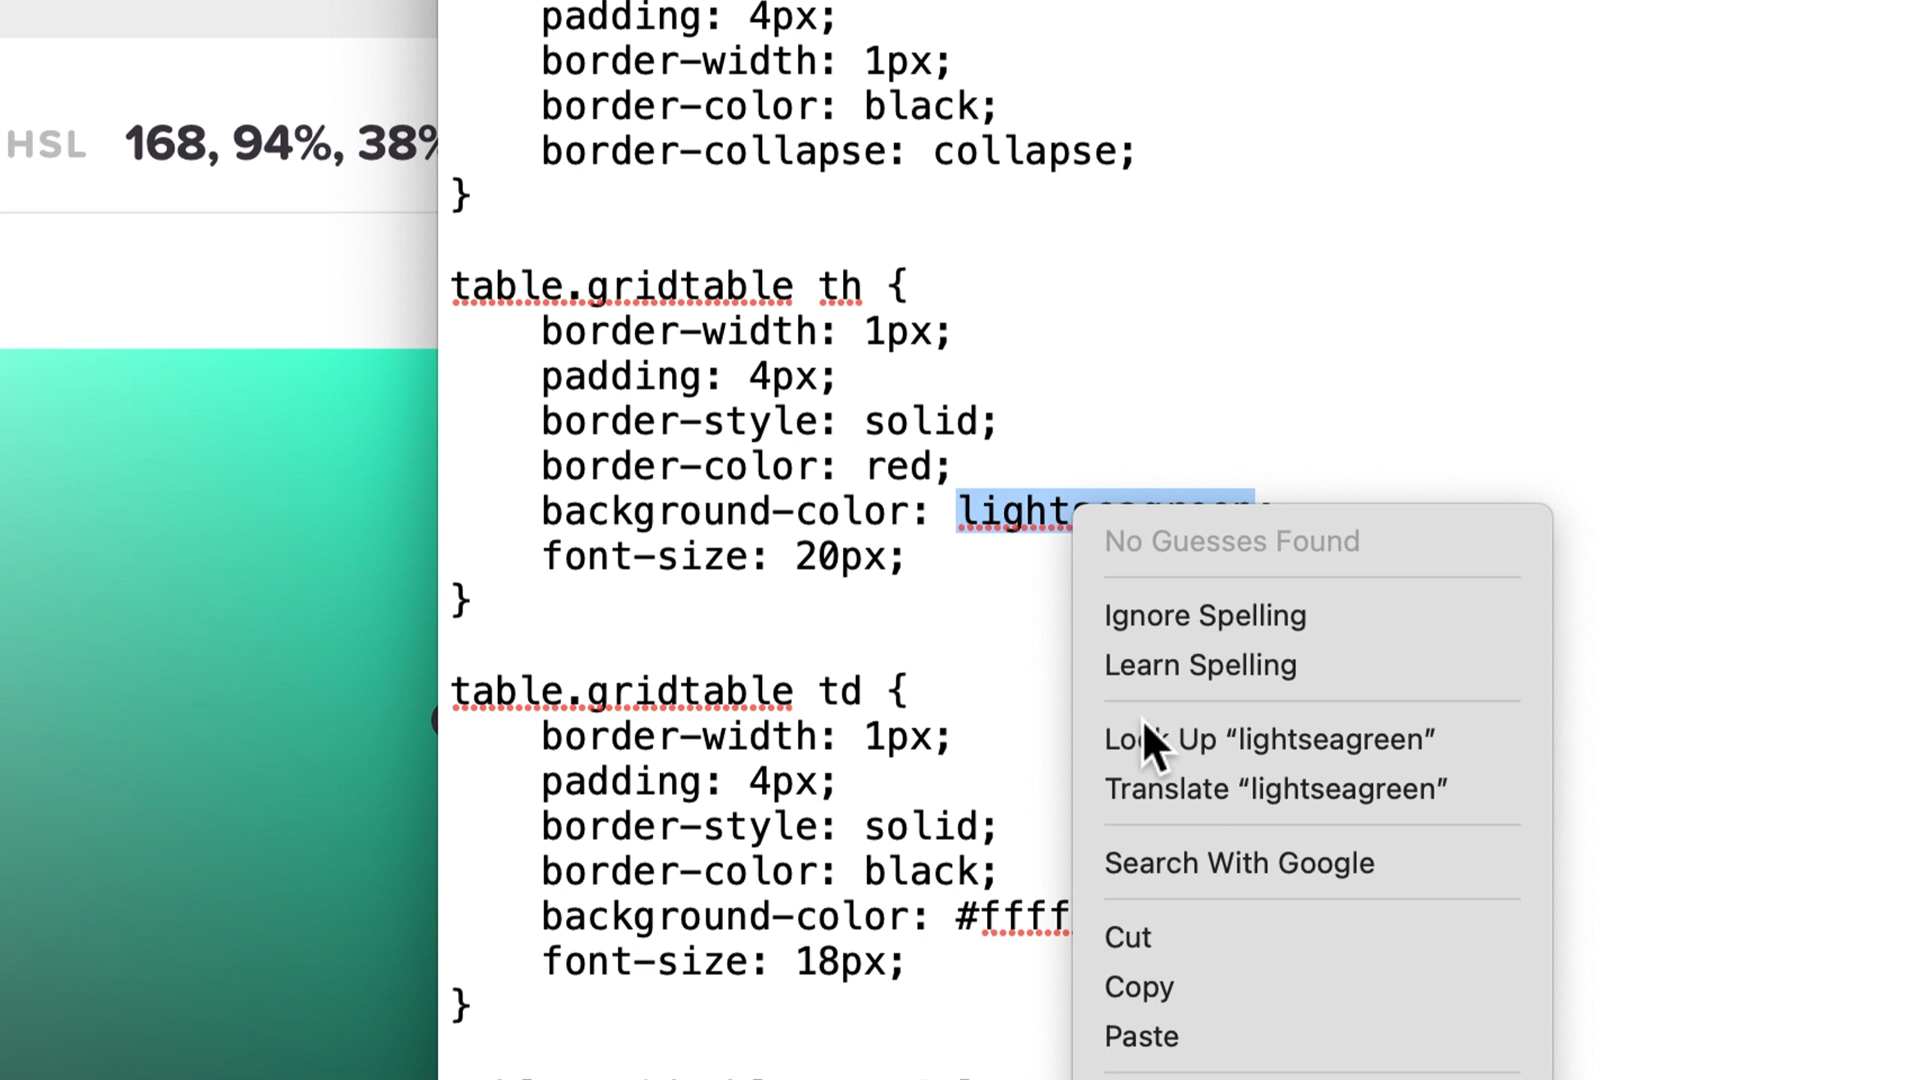 padding: 4px;
border-width: 1px;
border-color: black;
border-collapse: collapse;
}
HSL 168, 94%, 38%
table.gridtable th {
border-width: 1px;
padding: 4px;
border-style: solid;
border-color: red;
background-color: lightseagreen;
font-size: 20px;
}
table.gridtable td {
border-width: 1px;
padding: 4px;
border-style: solid;
border-color: black;
background-color: #ffff
font-size: 18px;
}
No Guesses Found
Ignore Spelling
Learn Spelling
Look Up “lightseagreen”
Translate “lightseagreen”
Search With Google
Cut
Copy
Paste